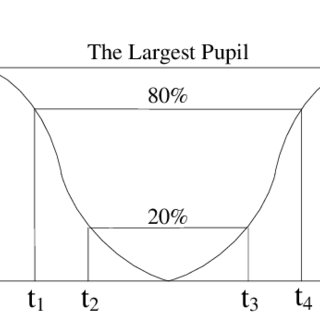 The Largest Pupil
80%
20%
t1 t2 t3 t4